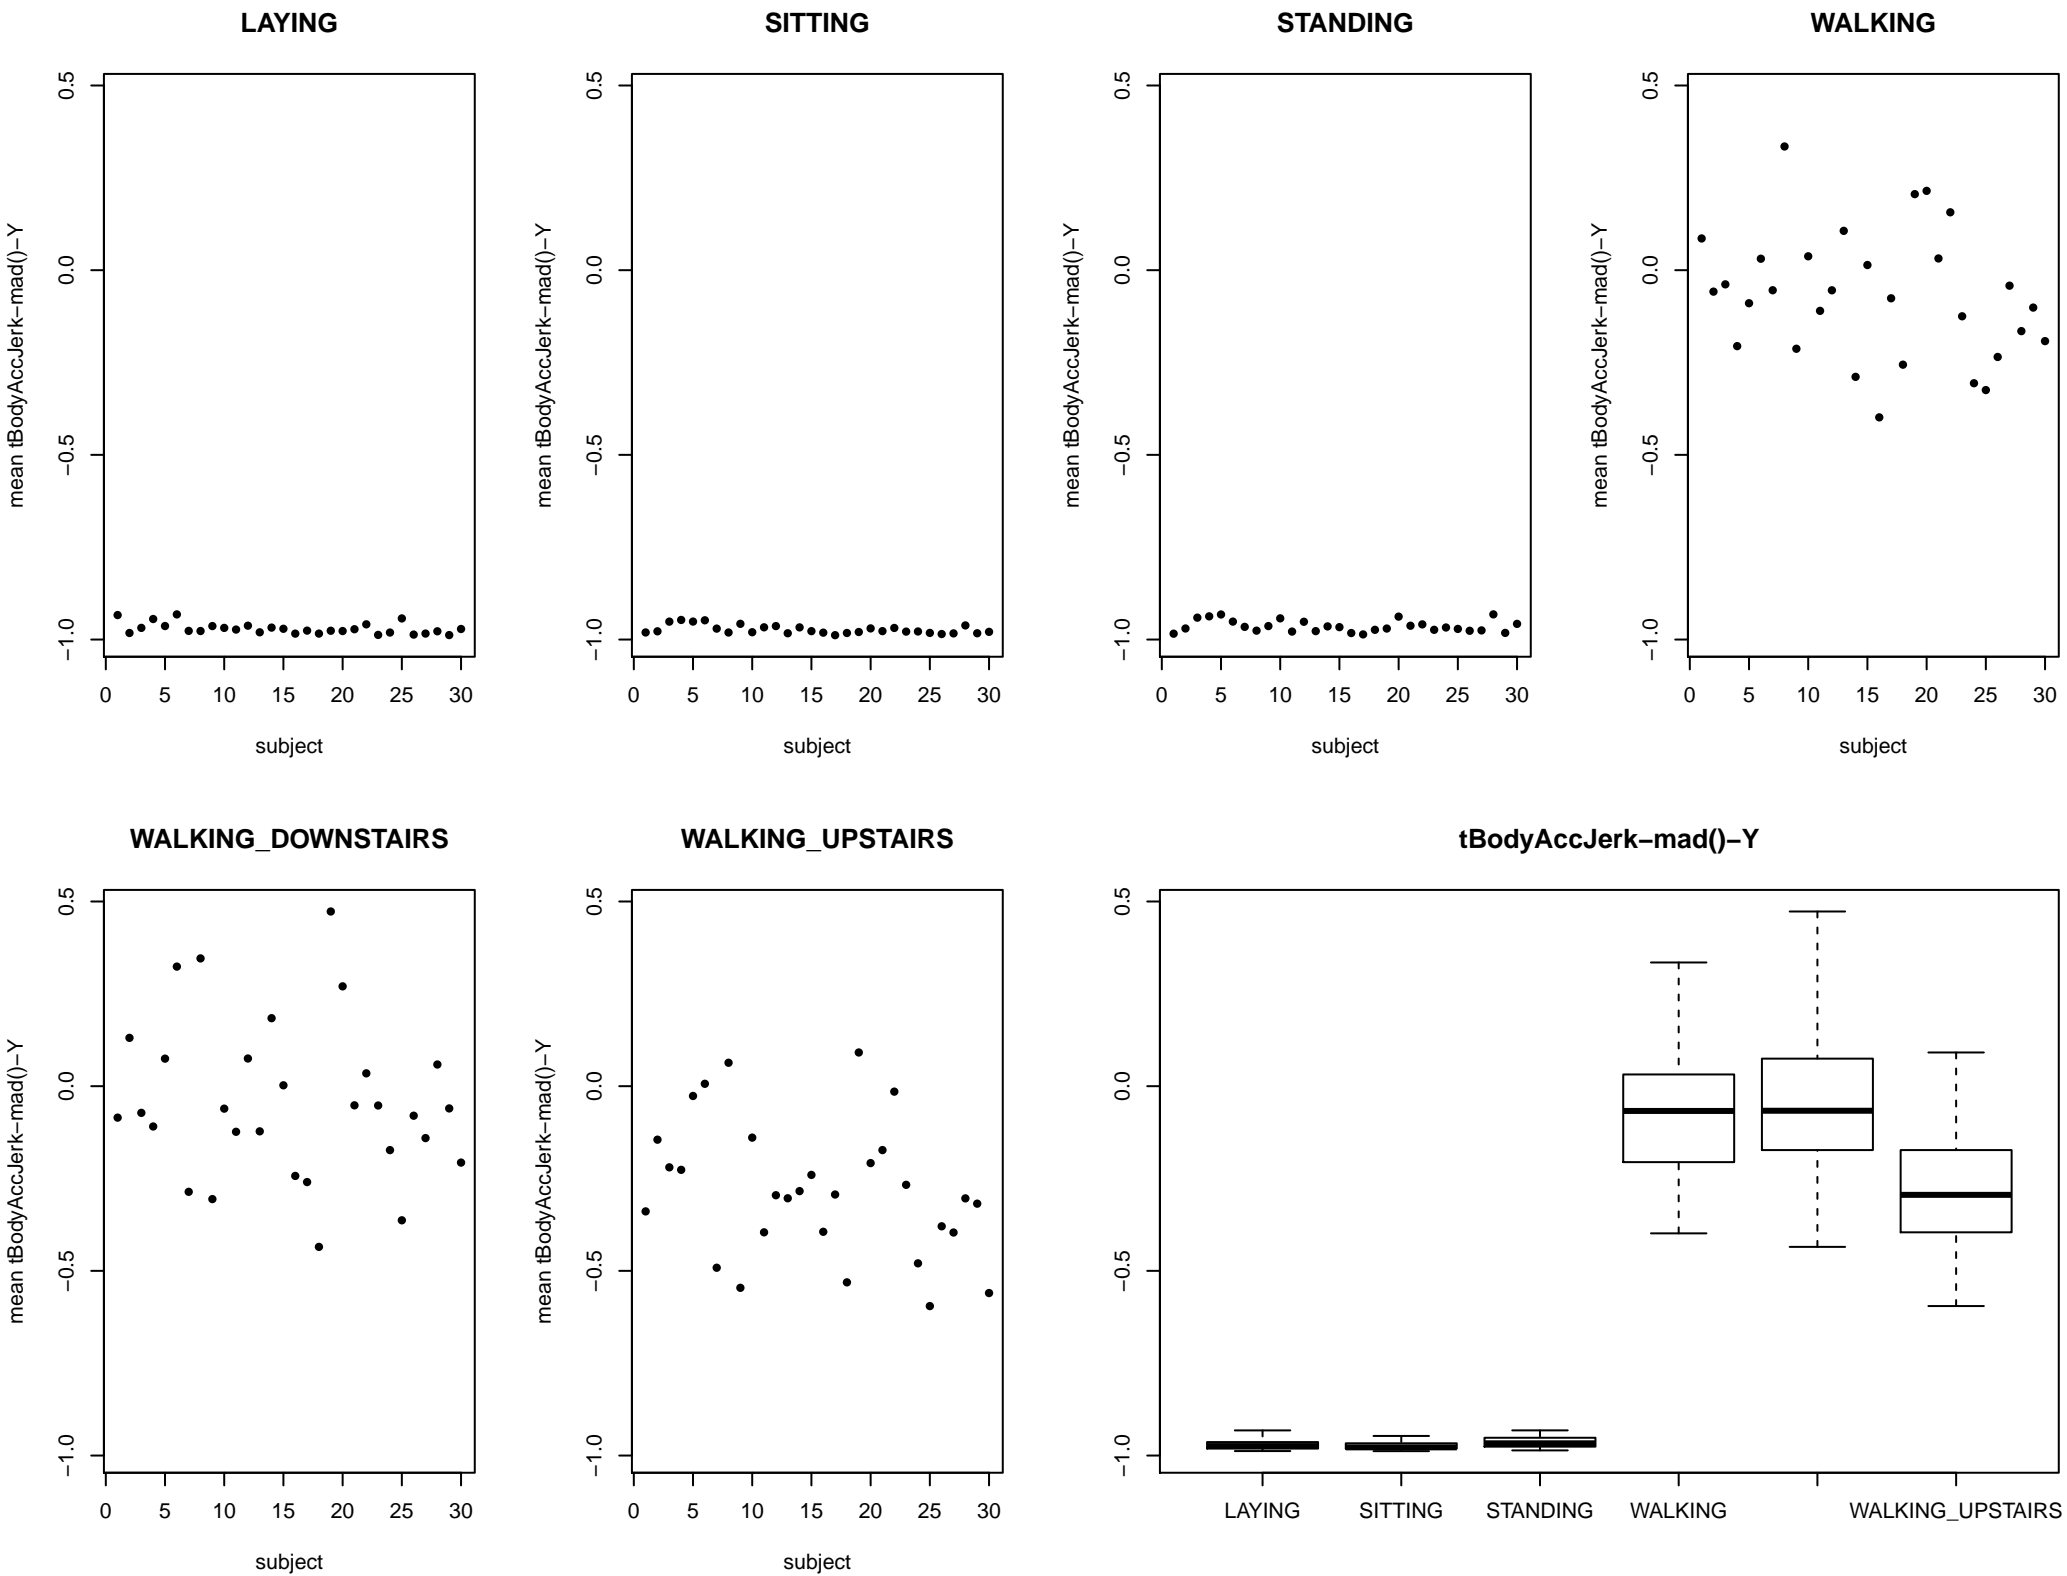 LAYING
SITTING
STANDING
WALKING
mean tBodyAccJerk−mad()−Y
0.5
0.0
−0.5
−1.0
0 5 10 15 20 25 30
subject
mean tBodyAccJerk−mad()−Y
0.5
0.0
−0.5
−1.0
0 5 10 15 20 25 30
subject
mean tBodyAccJerk−mad()−Y
0.5
0.0
−0.5
−1.0
0 5 10 15 20 25 30
subject
mean tBodyAccJerk−mad()−Y
0.5
0.0
−0.5
−1.0
0 5 10 15 20 25 30
subject
WALKING_DOWNSTAIRS
WALKING_UPSTAIRS
tBodyAccJerk−mad()−Y
mean tBodyAccJerk−mad()−Y
0.5
0.0
−0.5
−1.0
0 5 10 15 20 25 30
subject
mean tBodyAccJerk−mad()−Y
0.5
0.0
−0.5
−1.0
0 5 10 15 20 25 30
subject
0.5
0.0
−0.5
−1.0
LAYING SITTING STANDING WALKING WALKING_UPSTAIRS